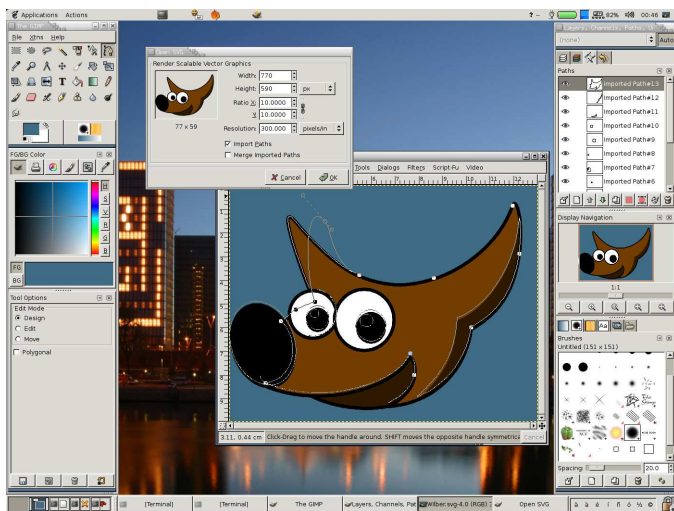 Applications Actions
82% 00:46
The GIMP
File Xtns Help
Open SVG
Render Scalable Vector Graphics
Width: 770
Height: 590 px
Ratio X: 10.0000
Y: 10.0000
77 x 59
Resolution: 300.000 pixels/in
Import Paths
Merge Imported Paths
Cancel OK
Tools Dialogs Filters Script-Fu Video
3.11, 0.44 cm Click-Drag to move the handle around. SHIFT moves the opposite handle symmetrica Cancel
FG/BG Color
H
S
V
R
G
B
FG
BG
Tool Options
Edit Mode
Design
Edit
Move
Polygonal
Layers, Channels, Paths,
(none) Auto
Paths
Imported Path#13
Imported Path#12
Imported Path#11
Imported Path#10
Imported Path#9
Imported Path#8
Imported Path#7
Imported Path#6
Display Navigation
1:1
Brushes
Untitled (151 x 151)
Spacing: 20.0
(Terminal) (Terminal) The GIMP Layers, Channels, Pat Wilber.svg-4.0 (RGB) Open SVG